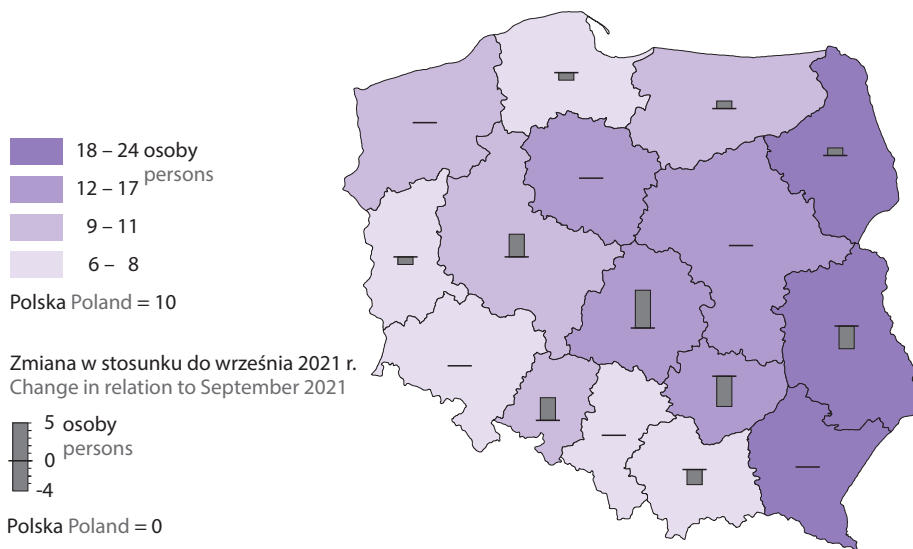 18 – 24 osoby
persons
12 – 17
9 – 11
6 – 8
Polska Poland = 10
Zmiana w stosunku do września 2021 r.
Change in relation to September 2021
5 osoby
persons
0
-4
Polska Poland = 0